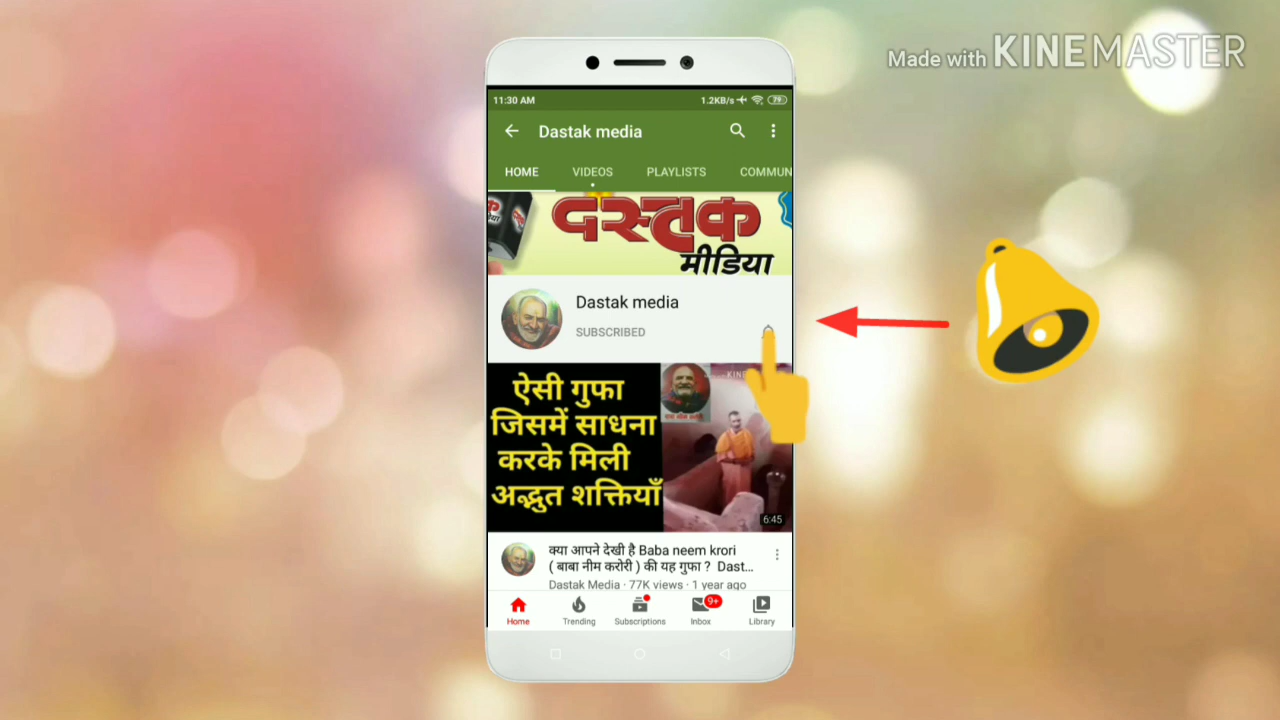 Made with KINEMASTER
11:30 AM 1.2KB/s 79
Dastak media
HOME VIDEOS PLAYLISTS COMMUN
दस्तक
मीडिया
Dastak media
SUBSCRIBED
KINE
ऐसी गुफा
जिसमें साधना
करके मिली
अद्भुत शक्तियाँ
6:45
क्या आपने देखी है Baba neem krori
( बाबा नीम करोरी ) की यह गुफा ? Dast...
Dastak Media · 77K views · 1 year ago
9+
Home Trending Subscriptions Inbox Library